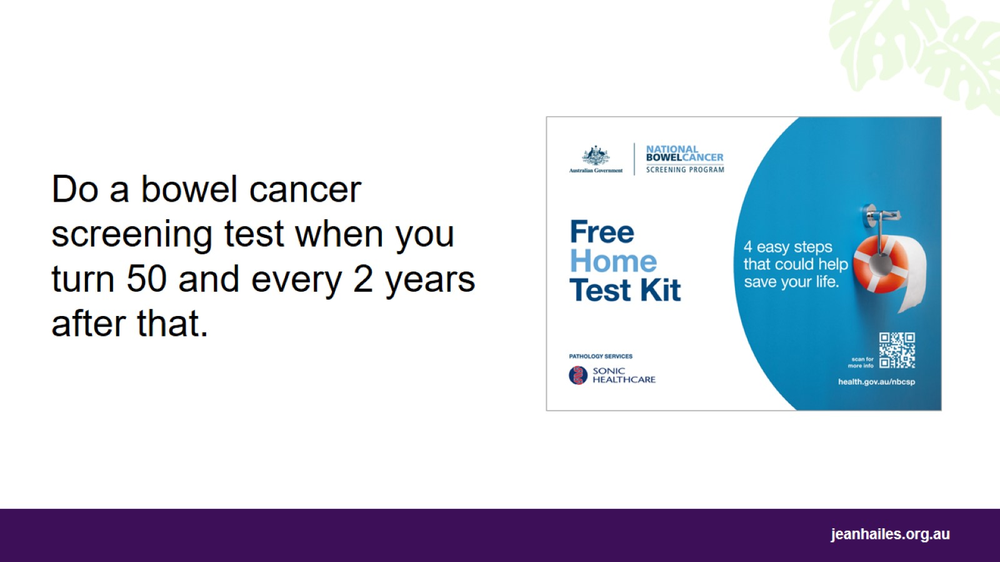 Do a bowel cancer
screening test when you
turn 50 and every 2 years
after that.
Australian Government
NATIONAL
BOWELCANCER
SCREENING PROGRAM
Free
Home
Test Kit
4 easy steps
that could help
save your life.
PATHOLOGY SERVICES
SONIC
HEALTHCARE
scan for
more info
health.gov.au/nbcsp
jeanhailes.org.au